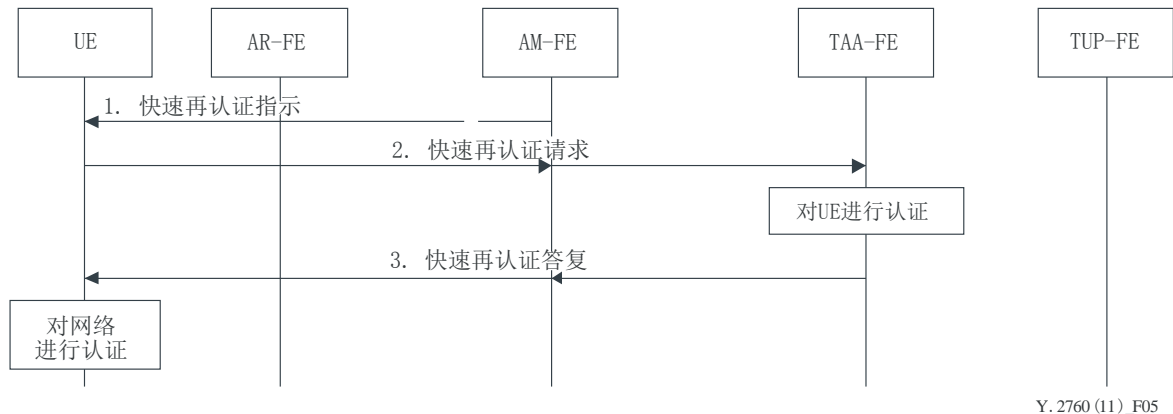 UE
AR-FE
AM-FE
TAA-FE
TUP-FE
1. 快速再认证指示
2. 快速再认证请求
对UE进行认证
3. 快速再认证答复
对网络
进行认证
Y.2760(11)_F05